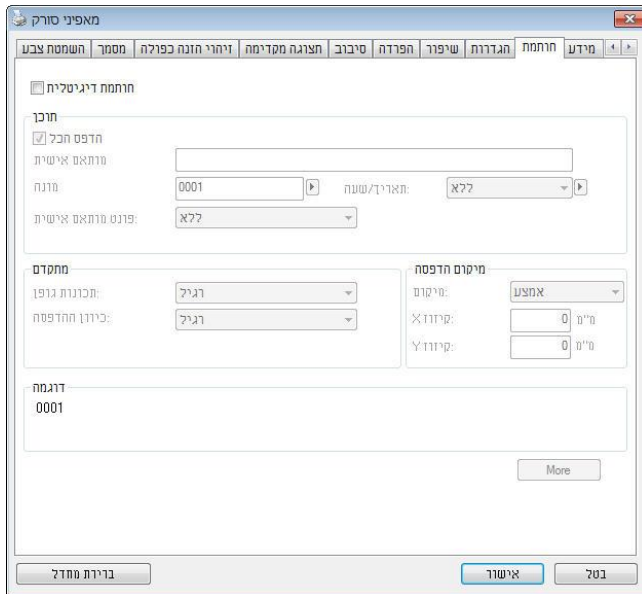 מאפיני סורק
השמטת צבע מסמך זיהוי הזנה כפולה תצוגה מקדימה סיבוב הפרדה שיפור הגדרות חותמת מידע
חותמת דיגיטלית
תוכן
הדפס הכל
מותאם אישית
מונה 0001 תאריך/שעה: ללא
פונט מותאם אישית: ללא
מתקדם
תכונות גופן: רגיל
כיוון ההדפסה: רגיל
מיקום הדפסה
מיקום: אמצע
קיזוז X: 0 מ"מ
קיזוז Y: 0 מ"מ
דוגמה
0001
More
ברירת מחדל אישור בטל